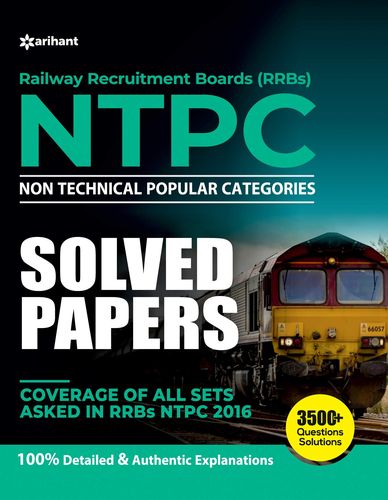 arihant
Railway Recruitment Boards (RRBs)
NTPC
NON TECHNICAL POPULAR CATEGORIES
SOLVED
PAPERS
66057
COVERAGE OF ALL SETS
ASKED IN RRBs NTPC 2016
3500+
Questions
Solutions
100% Detailed & Authentic Explanations